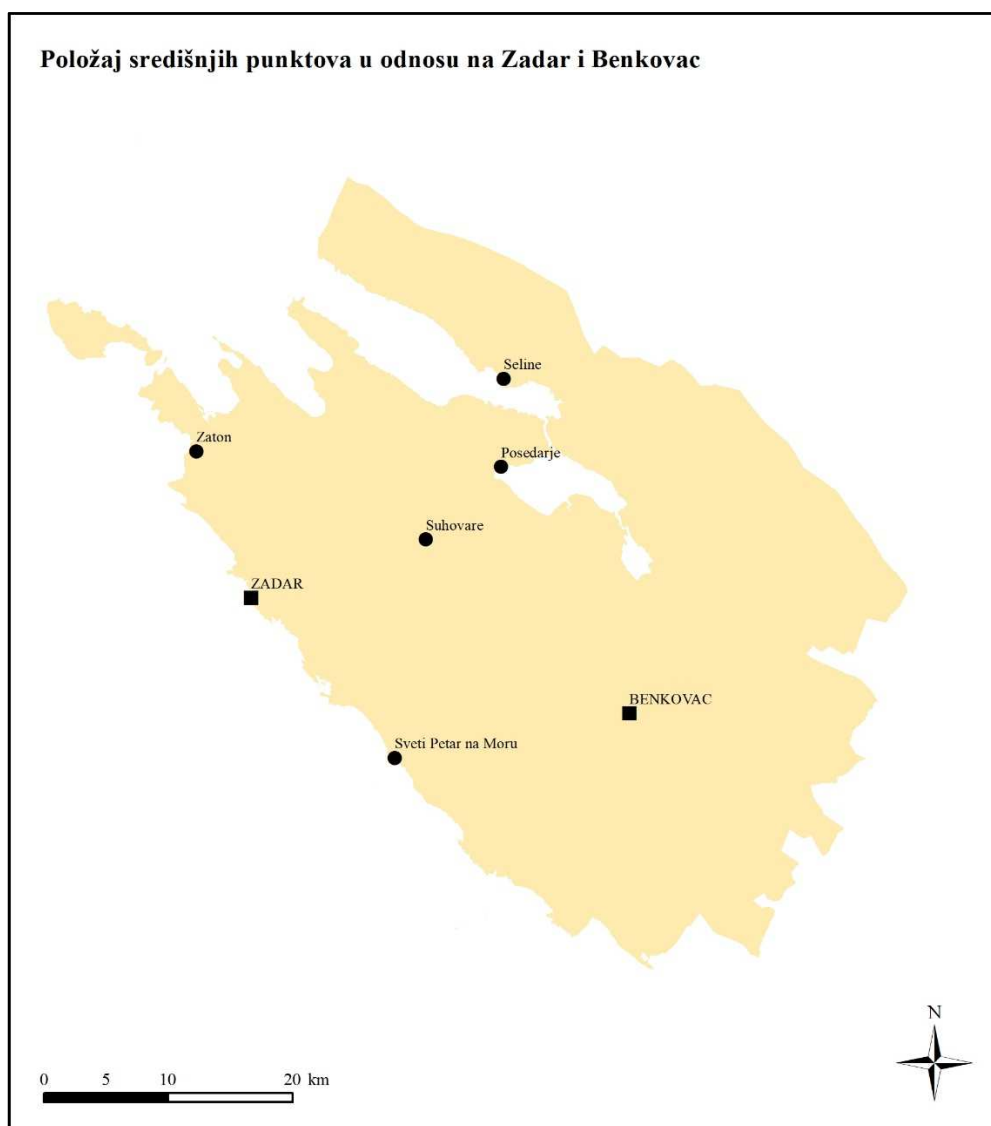 Položaj središnjih punktova u odnosu na Zadar i Benkovac
Seline
Zaton
Posedarje
Suhovare
ZADAR
BENKOVAC
Sveti Petar na Moru
N
0 5 10 20 km